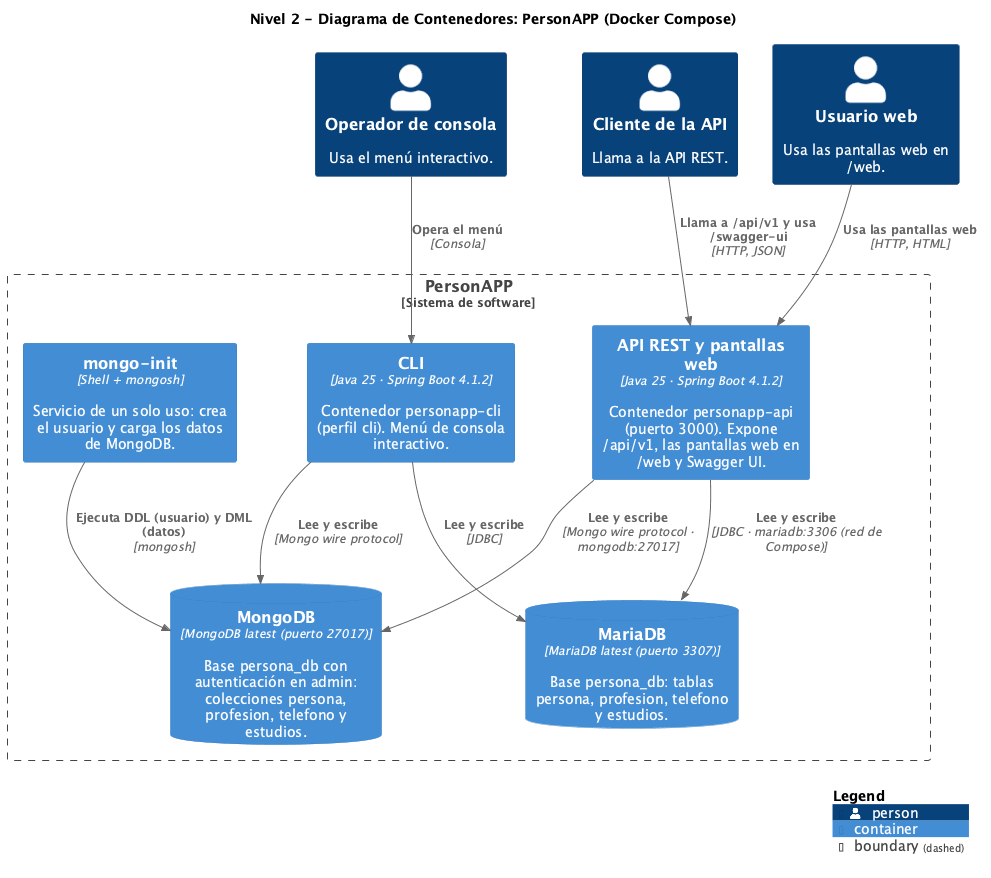 Nivel 2 - Diagrama de Contenedores: PersonAPP (Docker Compose)
Operador de consola
Usa el menú interactivo.
Cliente de la API
Llama a la API REST.
Usuario web
Usa las pantallas web en
/web.
Opera el menú
[Consola]
Llama a /api/v1 y usa
/swagger-ui
[HTTP, JSON]
Usa las pantallas web
[HTTP, HTML]
PersonAPP
[Sistema de software]
mongo-init
[Shell + mongosh]
Servicio de un solo uso: crea
el usuario y carga los datos
de MongoDB.
CLI
[Java 25 · Spring Boot 4.1.2]
Contenedor personapp-cli
(perfil cli). Menú de consola
interactivo.
API REST y pantallas
web
[Java 25 · Spring Boot 4.1.2]
Contenedor personapp-api
(puerto 3000). Expone
/api/v1, las pantallas web en
/web y Swagger UI.
Ejecuta DDL (usuario) y DML
(datos)
[mongosh]
Lee y escribe
[Mongo wire protocol]
Lee y escribe
[JDBC]
Lee y escribe
[Mongo wire protocol ·
mongodb:27017]
Lee y escribe
[JDBC · mariadb:3306 (red de
Compose)]
MongoDB
[MongoDB latest (puerto 27017)]
Base persona_db con
autenticación en admin:
colecciones persona,
profesion, telefono y
estudios.
MariaDB
[MariaDB latest (puerto 3307)]
Base persona_db: tablas
persona, profesion, telefono
y estudios.
Legend
person
container
boundary (dashed)